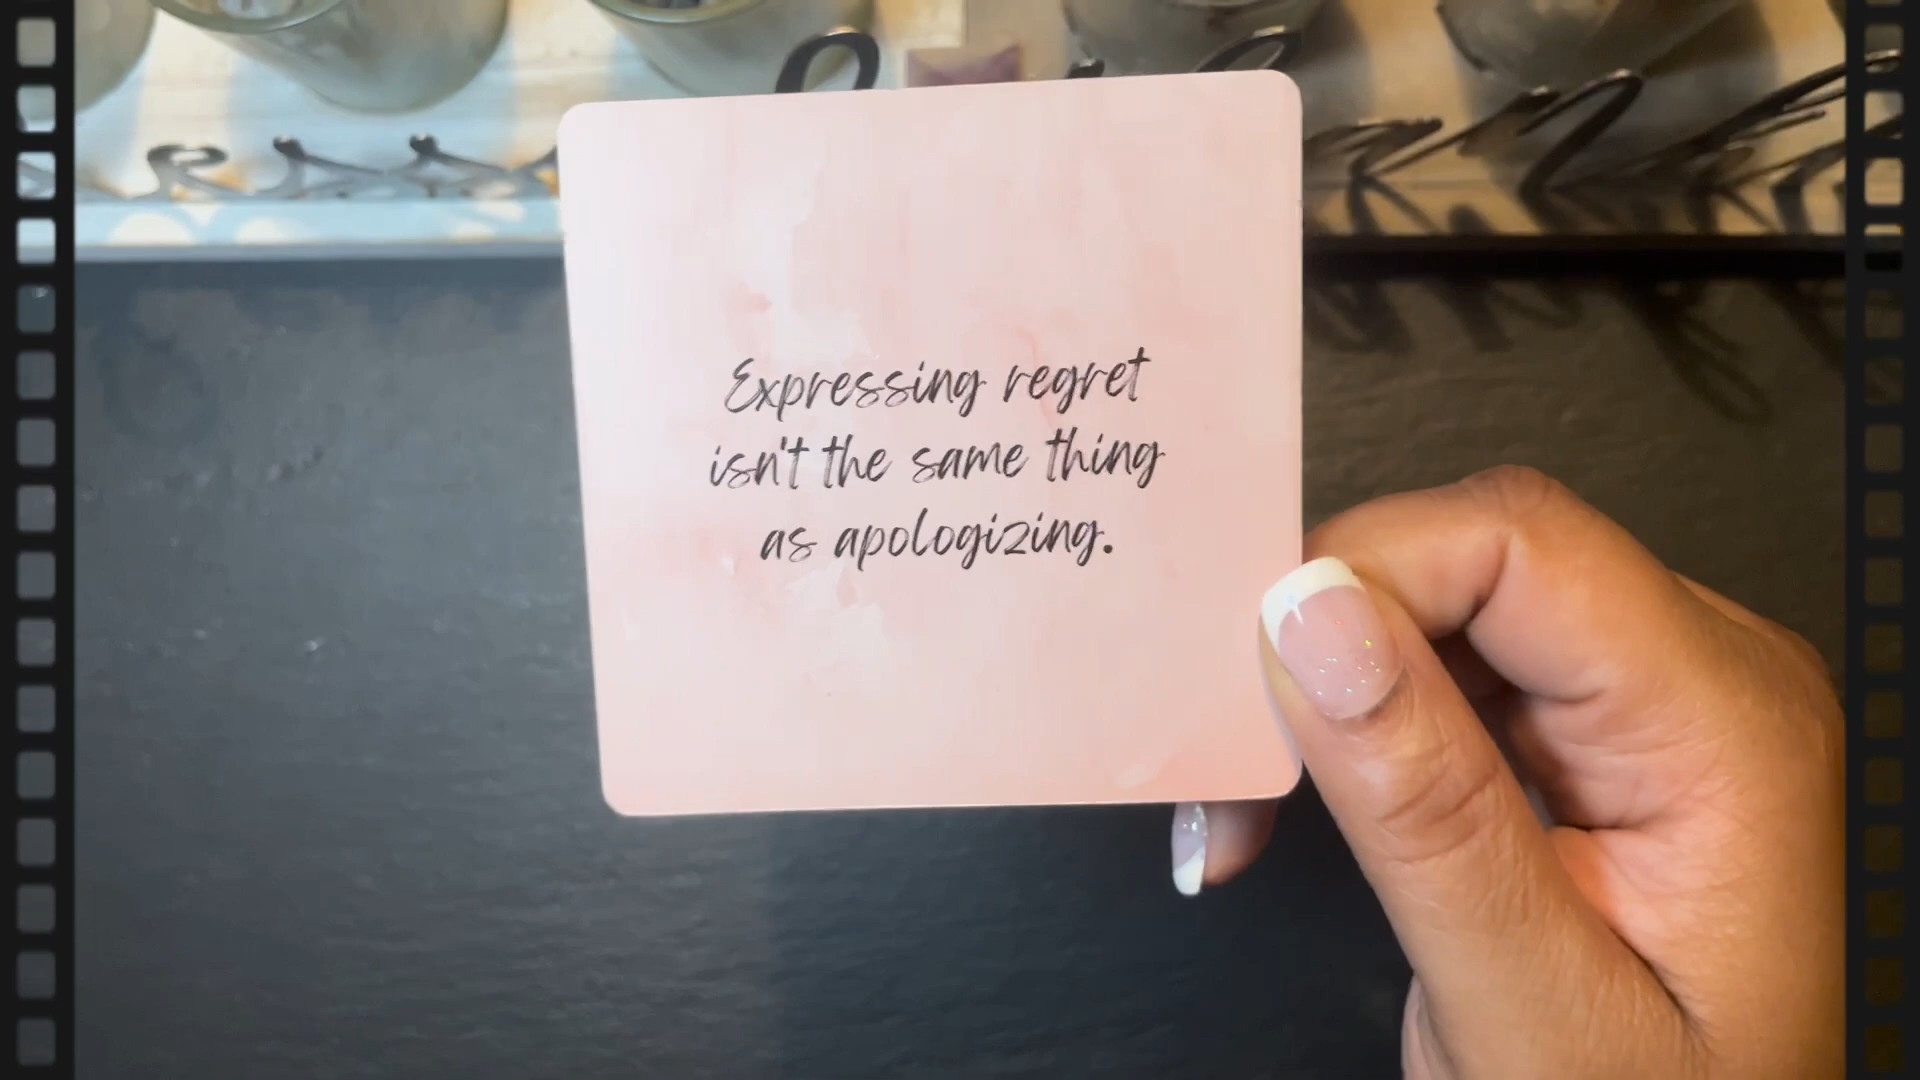 Expressing regret
isn't the same thing
as apologizing.